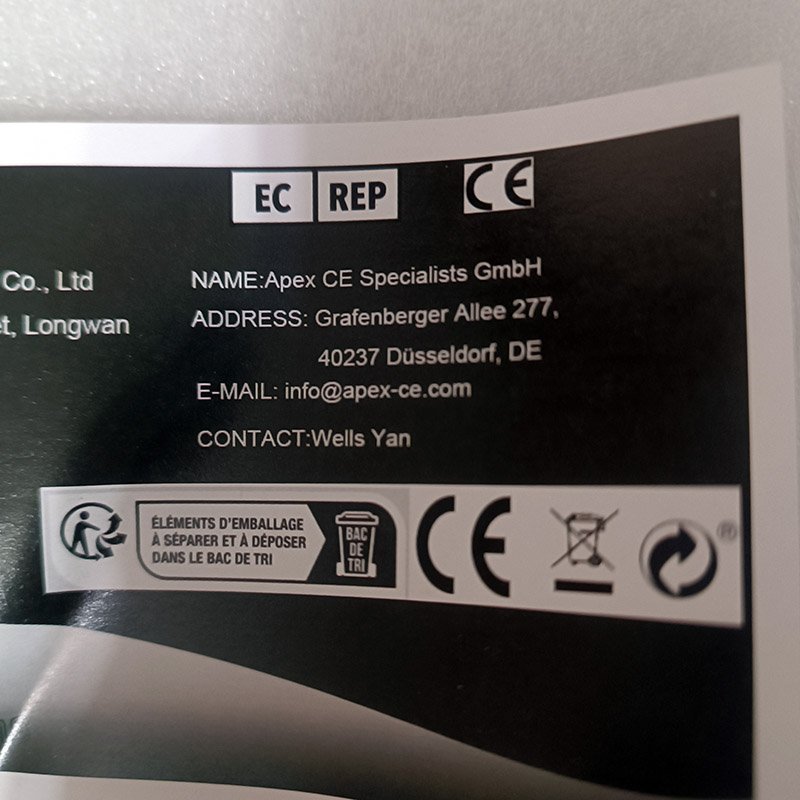 EC REP CE
Co., Ltd
Longwan
NAME:Apex CE Specialists GmbH
ADDRESS: Grafenberger Allee 277,
40237 Düsseldorf, DE
E-MAIL: info@apex-ce.com
CONTACT:Wells Yan
ÉLÉMENTS D'EMBALLAGE
À SÉPARER ET À DÉPOSER
DANS LE BAC DE TRI
BAC
DE
TRI
CE
®